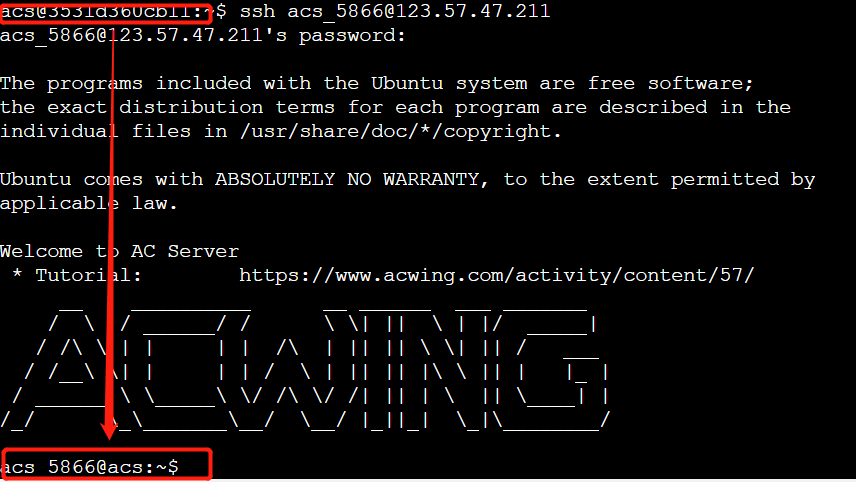 acs@3531d360cb11:~$ ssh acs_5866@123.57.47.211
acs_5866@123.57.47.211's password:
The programs included with the Ubuntu system are free software;
the exact distribution terms for each program are described in the
individual files in /usr/share/doc/*/copyright.
Ubuntu comes with ABSOLUTELY NO WARRANTY, to the extent permitted by
applicable law.
Welcome to AC Server
* Tutorial: https://www.acwing.com/activity/content/57/
ACWING
acs_5866@acs:~$